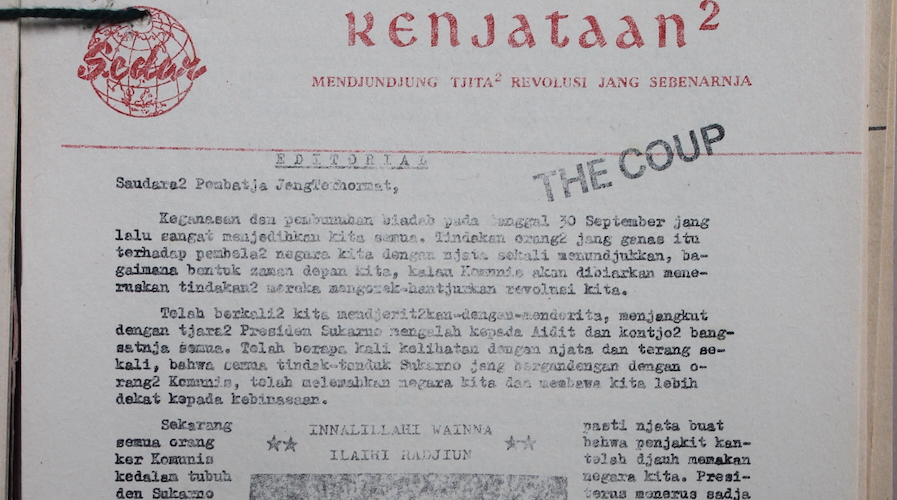 Sedar
KENJATAAN²
MENDJUNDJUNG TJITA² REVOLUSI JANG SEBENARNJA
EDITORIAL
THE COUP
Saudara2 Pembatja JangTerhormat,
Keganasan dan pembunuhan biadab pada tanggal 30 September jang
lalu sangat menjedihkan kita semua. Tindakan orang2 jang ganas itu
terhadap pembela2 negara kita dengan njata sekali menundjukkan, ba-
gaimana bentuk zaman depan kita, kalau Komunis akan dibiarkan mene-
ruskan tindakan2 mereka mengorek-hantjurkan revolusi kita.
Telah berkali2 kita mendjerit2kan-dengan-menderita, menjangkut
dengan tjara2 Presiden Sukarno mengalah kepada Aidit dan kontjo2 bang-
satnja semua. Telah berapa kali kelihatan dengan njata dan terang se-
kali, bahwa semua tindak-tanduk Sukarno jang bergandengan dengan o-
rang2 Komunis, telah melemahkan negara kita dan membawa kita lebih
dekat kepada kebinasaan.
Sekarang
semua orang
ker Komunis
kedalam tubuh
den Sukarno
INNALILLAHI WAINNA
ILAIHI RADJIUN
pasti njata buat
bahwa penjakit kan-
telah djauh memakan
negara kita. Presi-
terus menerus sadja